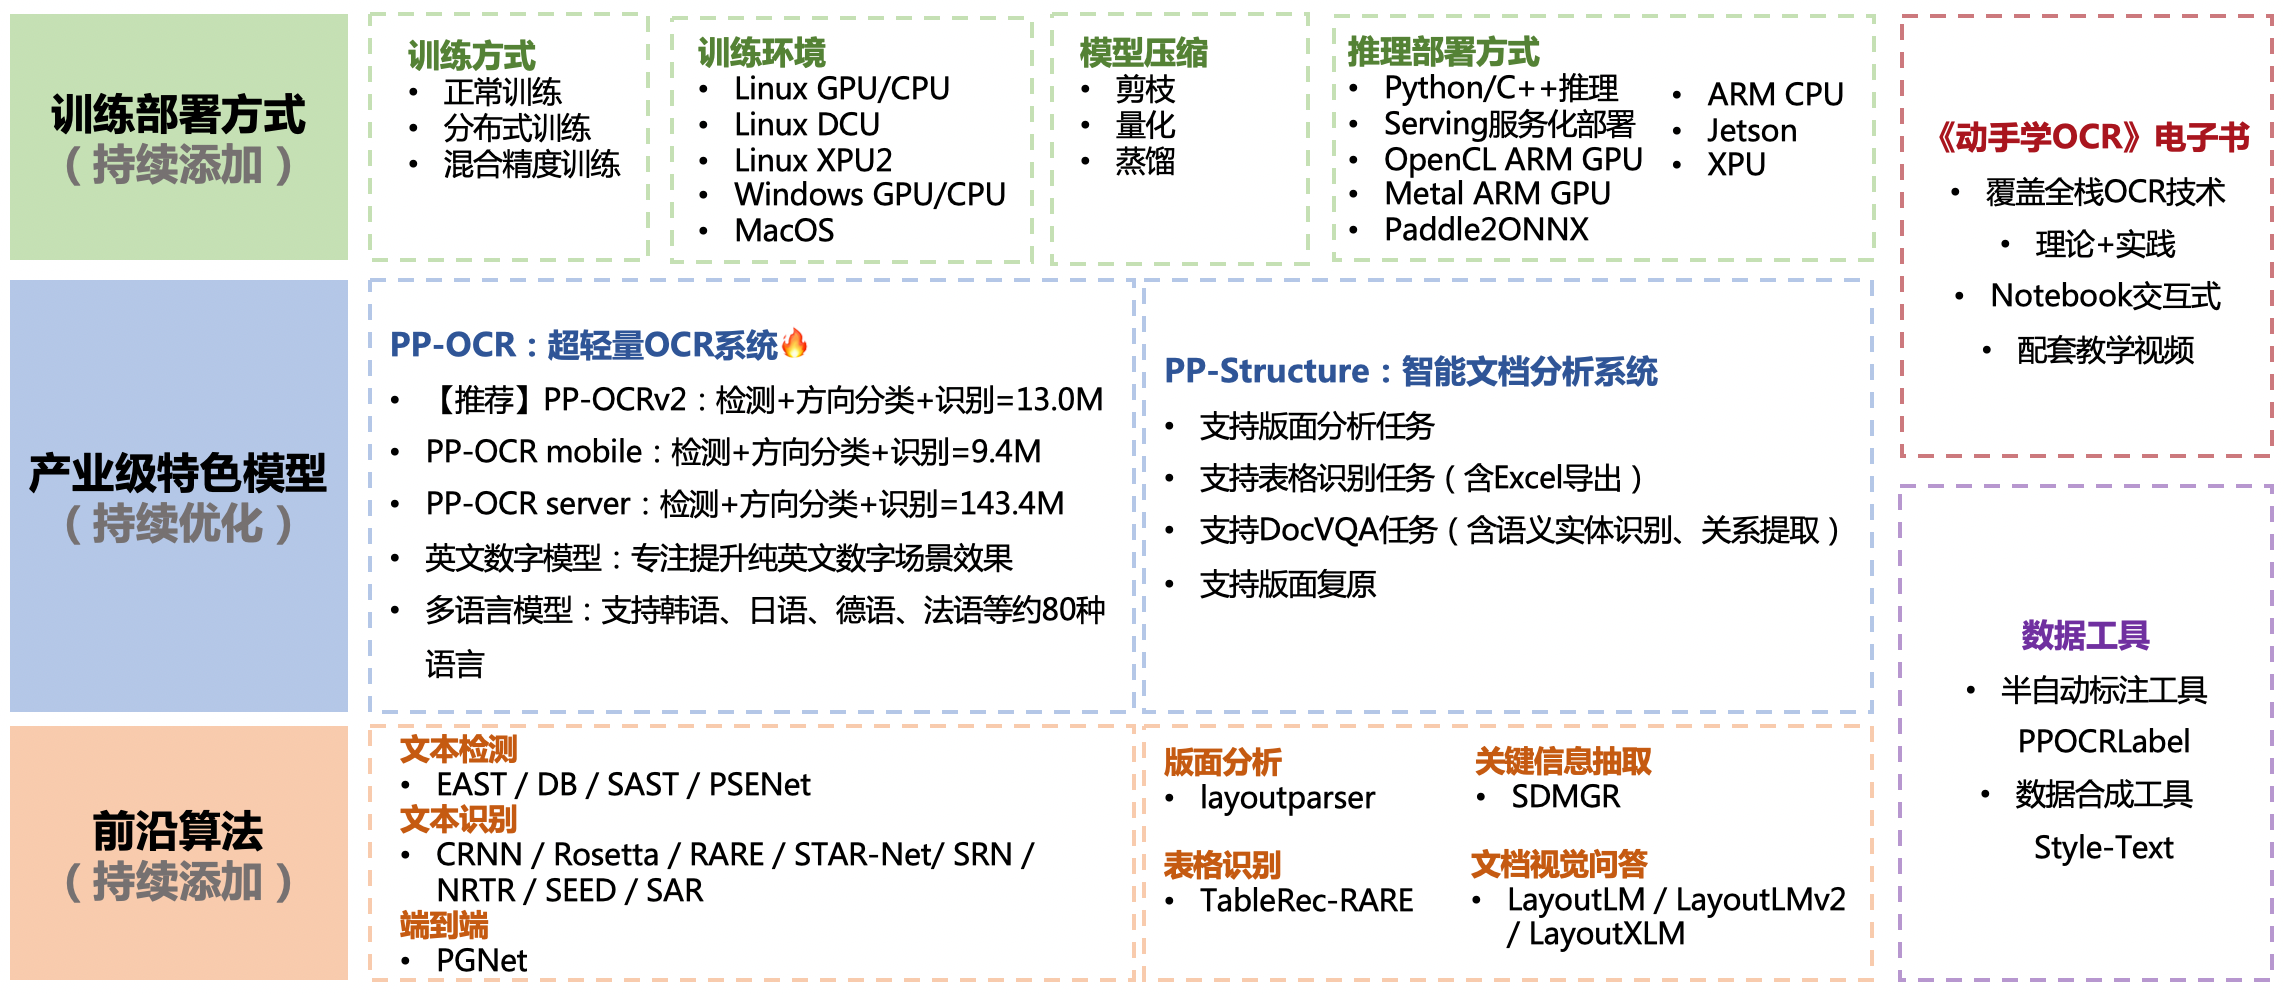 训练部署方式
（持续添加）
训练方式
• 正常训练
• 分布式训练
• 混合精度训练
训练环境
• Linux GPU/CPU
• Linux DCU
• Linux XPU2
• Windows GPU/CPU
• MacOS
模型压缩
• 剪枝
• 量化
• 蒸馏
推理部署方式
• Python/C++推理
• Serving服务化部署
• OpenCL ARM GPU
• Metal ARM GPU
• Paddle2ONNX
• ARM CPU
• Jetson
• XPU
产业级特色模型
（持续优化）
PP-OCR：超轻量OCR系统🔥
• 【推荐】PP-OCRv2：检测+方向分类+识别=13.0M
• PP-OCR mobile：检测+方向分类+识别=9.4M
• PP-OCR server：检测+方向分类+识别=143.4M
• 英文数字模型：专注提升纯英文数字场景效果
• 多语言模型：支持韩语、日语、德语、法语等约80种
语言
PP-Structure：智能文档分析系统
• 支持版面分析任务
• 支持表格识别任务（含Excel导出）
• 支持DocVQA任务（含语义实体识别、关系提取）
• 支持版面复原
前沿算法
（持续添加）
文本检测
• EAST / DB / SAST / PSENet
文本识别
• CRNN / Rosetta / RARE / STAR-Net/ SRN /
NRTR / SEED / SAR
端到端
• PGNet
版面分析
• layoutparser
表格识别
• TableRec-RARE
关键信息抽取
• SDMGR
文档视觉问答
• LayoutLM / LayoutLMv2
/ LayoutXLM
《动手学OCR》电子书
• 覆盖全栈OCR技术
• 理论+实践
• Notebook交互式
• 配套教学视频
数据工具
• 半自动标注工具
PPOCRLabel
• 数据合成工具
Style-Text